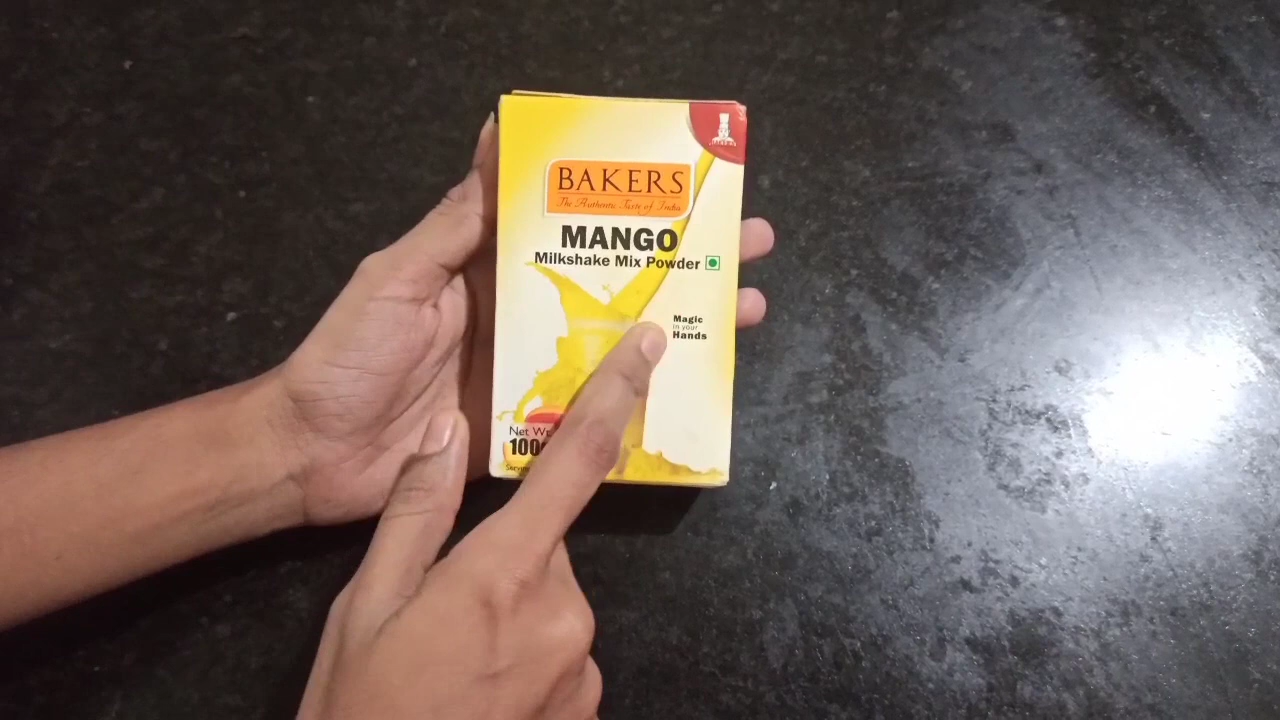 BAKERS
The Authentic Taste of India
MANGO
Milkshake Mix Powder
Magic
in your
Hands
Net
100